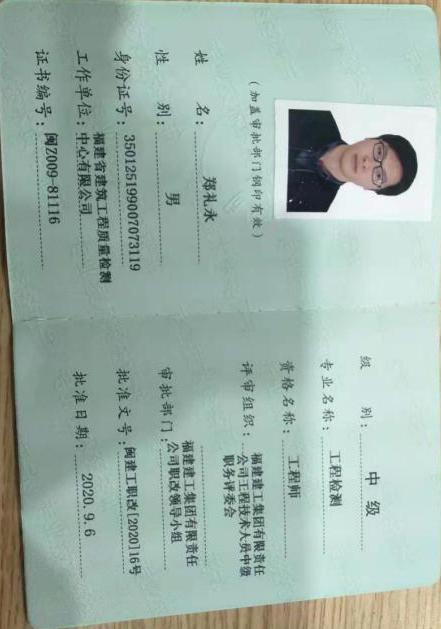 (加盖审批部门钢印有效)
姓 名：郑礼永
性 别：男
身份证号：350125199007073119
工作单位：福建省建筑工程质量检测
中心有限公司
证书编号：闽Z009-81116
级 别：中 级
专业名称：工程检测
资格名称：工程师
评审组织：福建建工集团有限责任
公司工程技术人员中级
职务评委会
审批部门：福建建工集团有限责任
公司职改领导小组
批准文号：闽建工职改[2020]16号
批准日期：2020.9.6